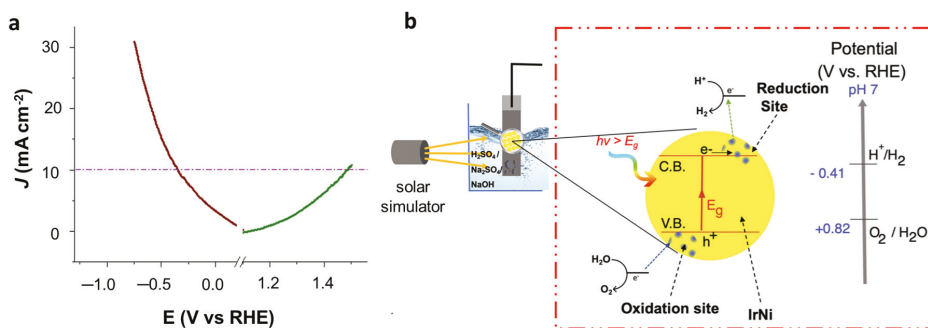 a
J (mA cm-2)
30
20
10
0
−1.0
−0.5
0.0
1.2
1.4
E (V vs RHE)
b
solar
simulator
H2SO4 /
Na2SO4/
NaOH
hν > Eg
H+
e-
H2
Reduction
Site
e-
C.B.
Eg
V.B.
h+
H2O
e-
O2
Oxidation site
IrNi
Potential
(V vs. RHE)
pH 7
H+/H2
- 0.41
+0.82
O2 / H2O